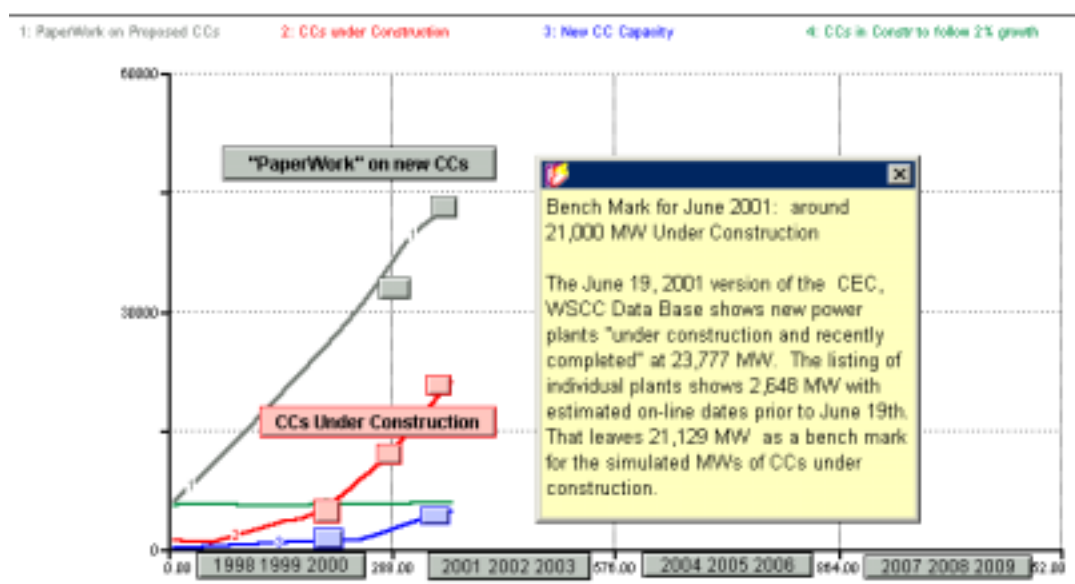 1: PaperWork on Proposed CCs 2: CCs under Construction 3: New CC Capacity 4: CCs in Constr to follow 2% growth
60000
"PaperWork" on new CCs
Bench Mark for June 2001: around
21,000 MW Under Construction
The June 19, 2001 version of the CEC,
WSCC Data Base shows new power
plants "under construction and recently
completed" at 23,777 MW. The listing of
individual plants shows 2,648 MW with
estimated on-line dates prior to June 19th.
That leaves 21,129 MW as a bench mark
for the simulated MWs of CCs under
construction.
1
30000
CCs Under Construction
1
2
3
0
0.00 1998 1999 2000 288.00 2001 2002 2003 576.00 2004 2005 2006 864.00 2007 2008 2009 52.00